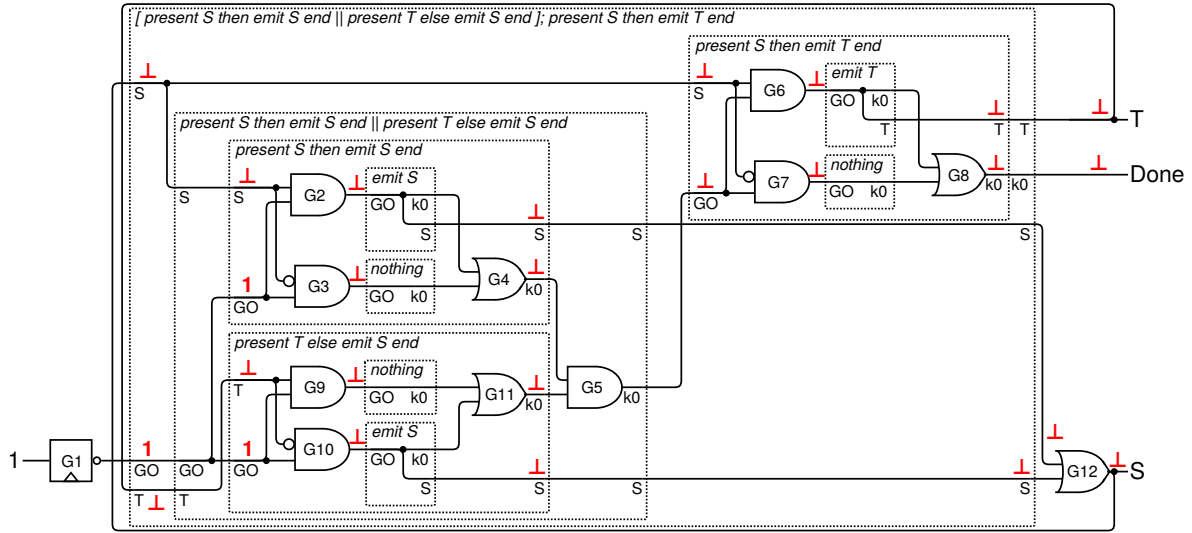 [ present S then emit S end || present T else emit S end ]; present S then emit T end
present S then emit T end
⊥
S
⊥
S
G6
⊥
emit T
GO k0
T
⊥
T
T
⊥
T
present S then emit S end || present T else emit S end
present S then emit S end
nothing
G7
⊥
GO k0
G8
⊥
k0
k0
⊥
Done
⊥
GO
S
⊥
S
G2
⊥
emit S
GO k0
S
⊥
S
S
S
G3
⊥
nothing
GO k0
G4
⊥
k0
1
GO
present T else emit S end
⊥
T
G9
⊥
nothing
GO k0
G11
⊥
k0
G5
k0
1
G1
1
GO
GO
1
GO
G10
⊥
emit S
GO k0
S
⊥
S
S
⊥
S
⊥
G12
⊥
S
T
⊥
T